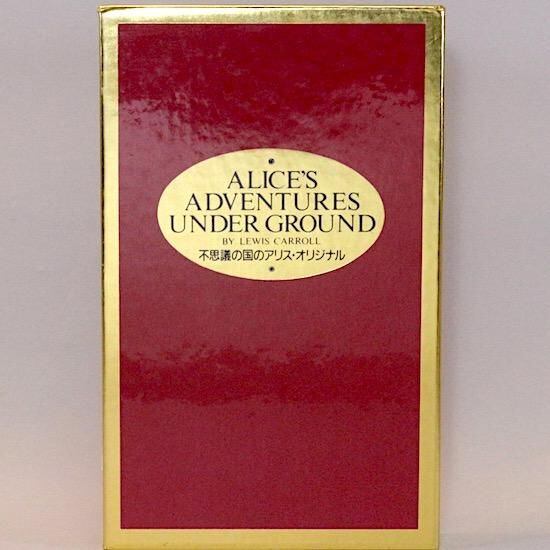 ALICE'S
ADVENTURES
UNDER GROUND
BY LEWIS CARROLL
不思議の国のアリス・オリジナル